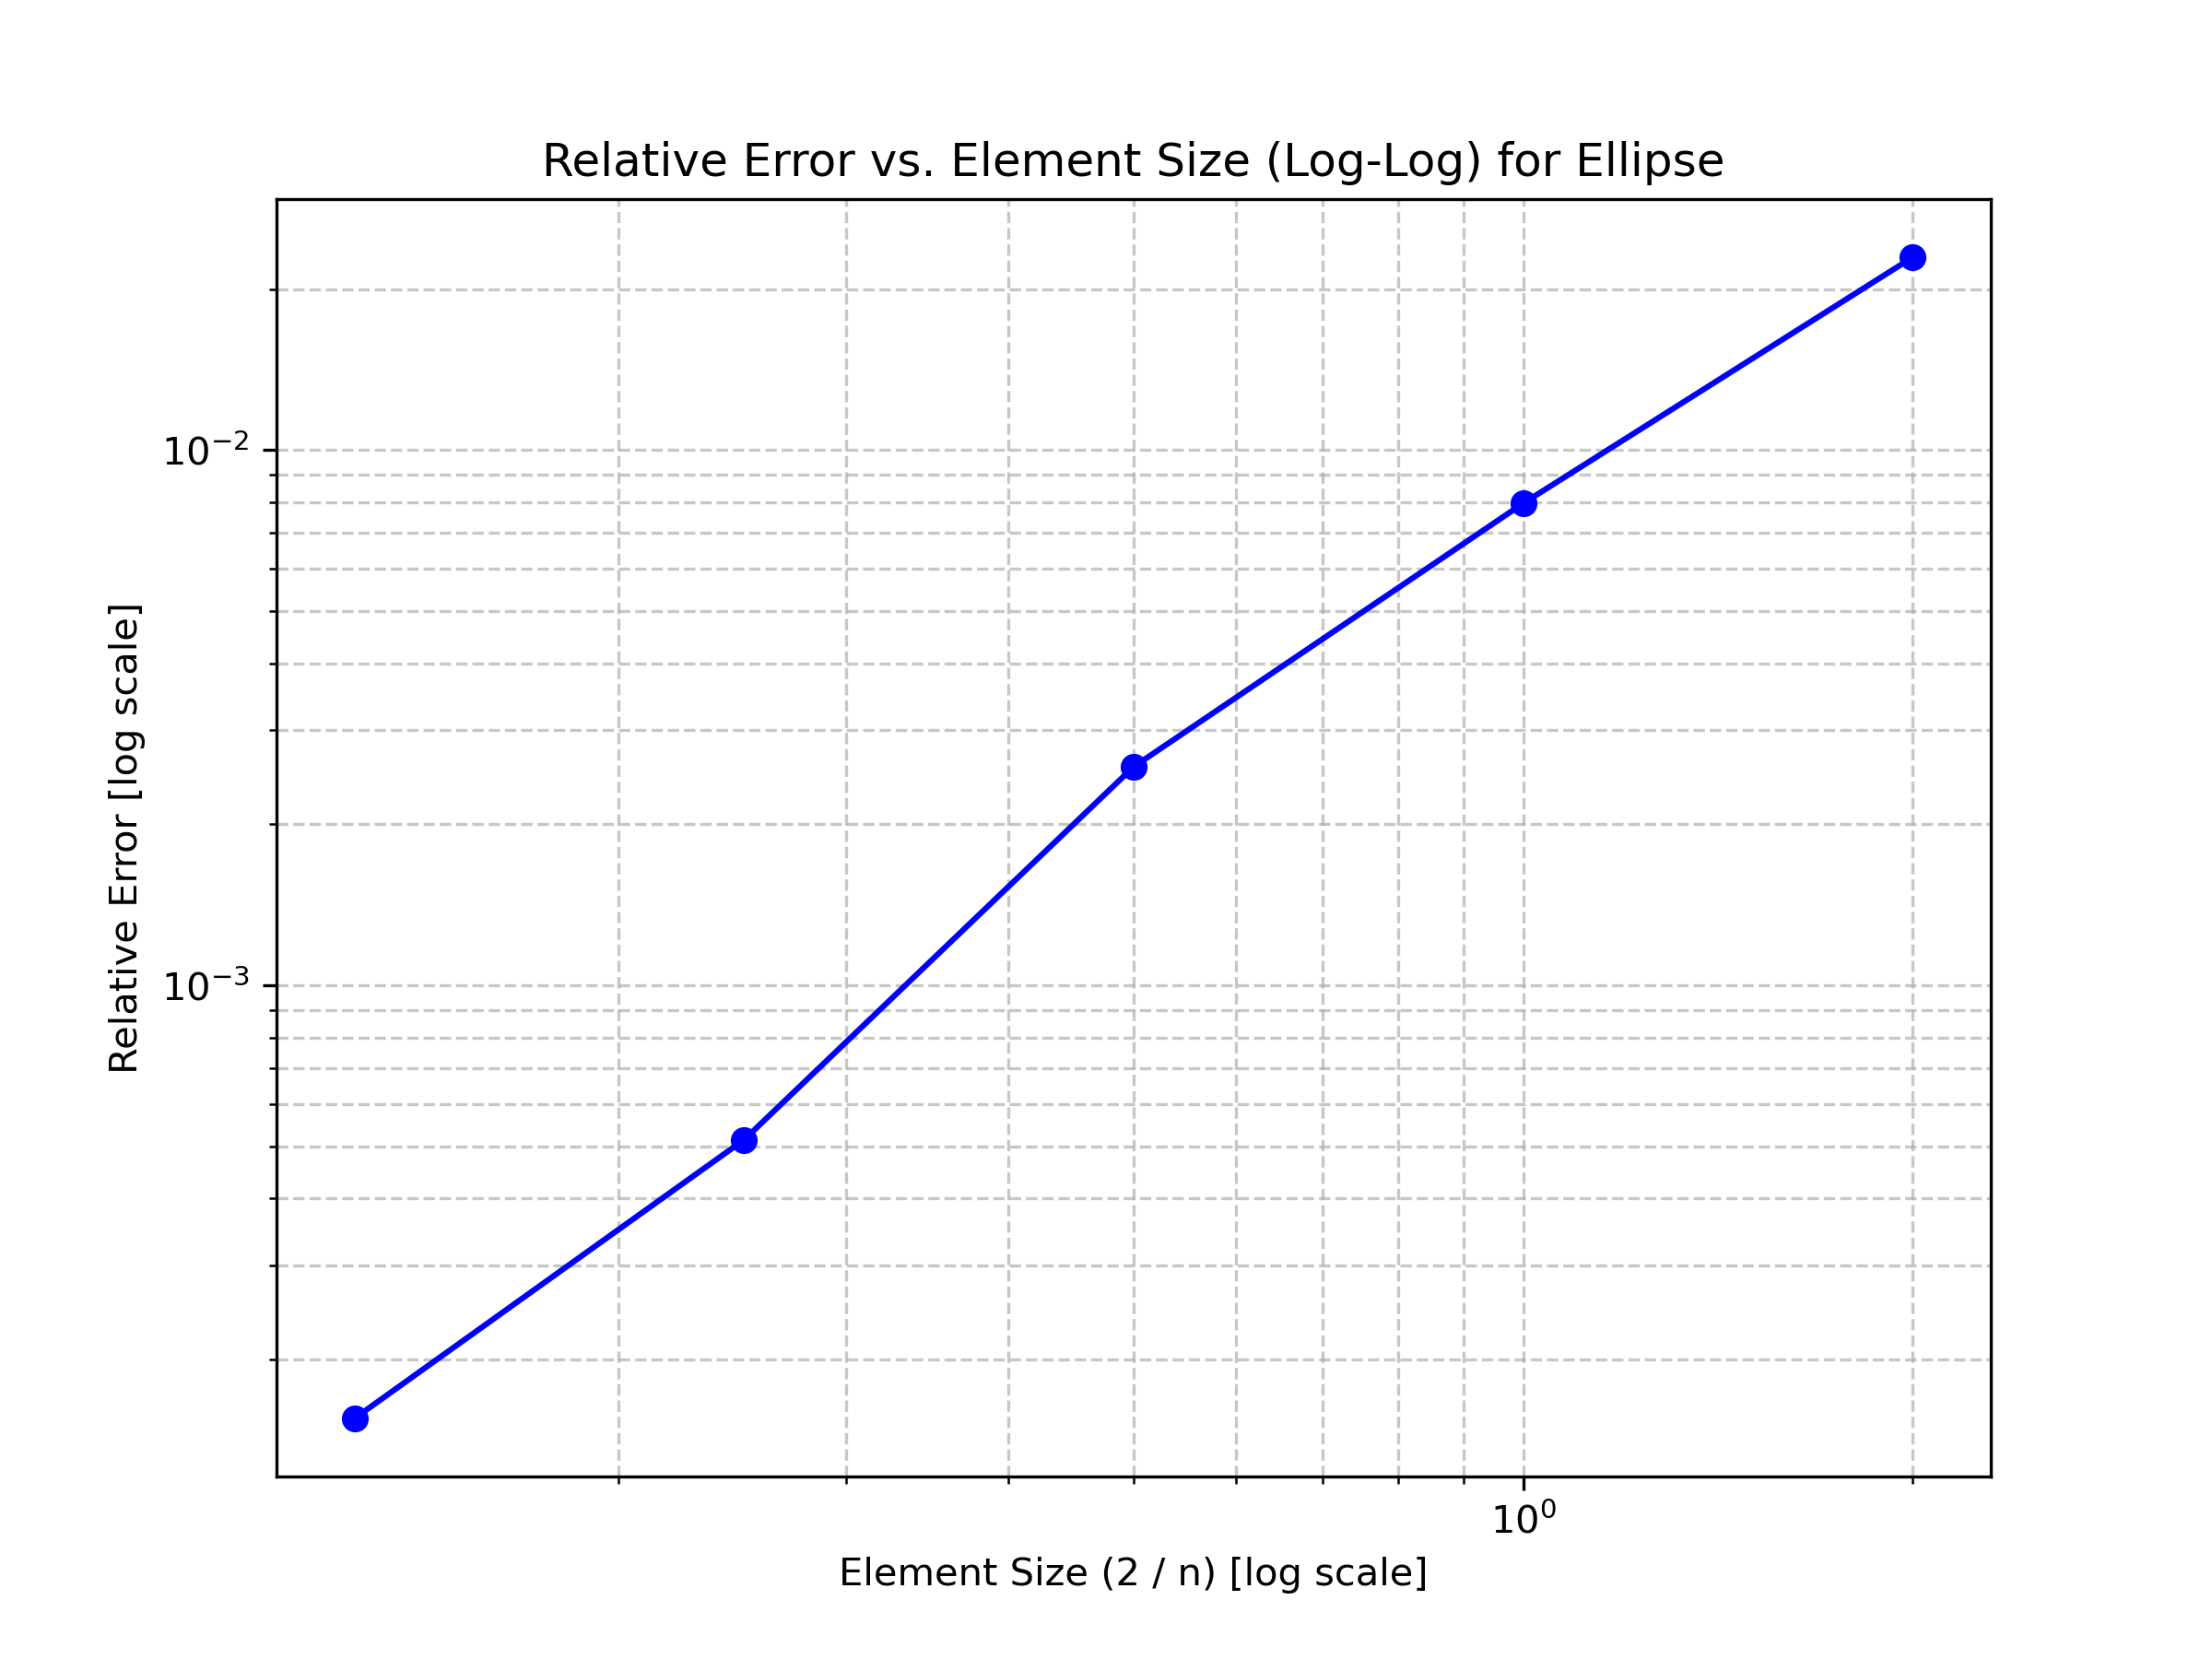 Relative Error vs. Element Size (Log-Log) for Ellipse
Relative Error [log scale]
10⁻²
10⁻³
10⁰
Element Size (2 / n) [log scale]